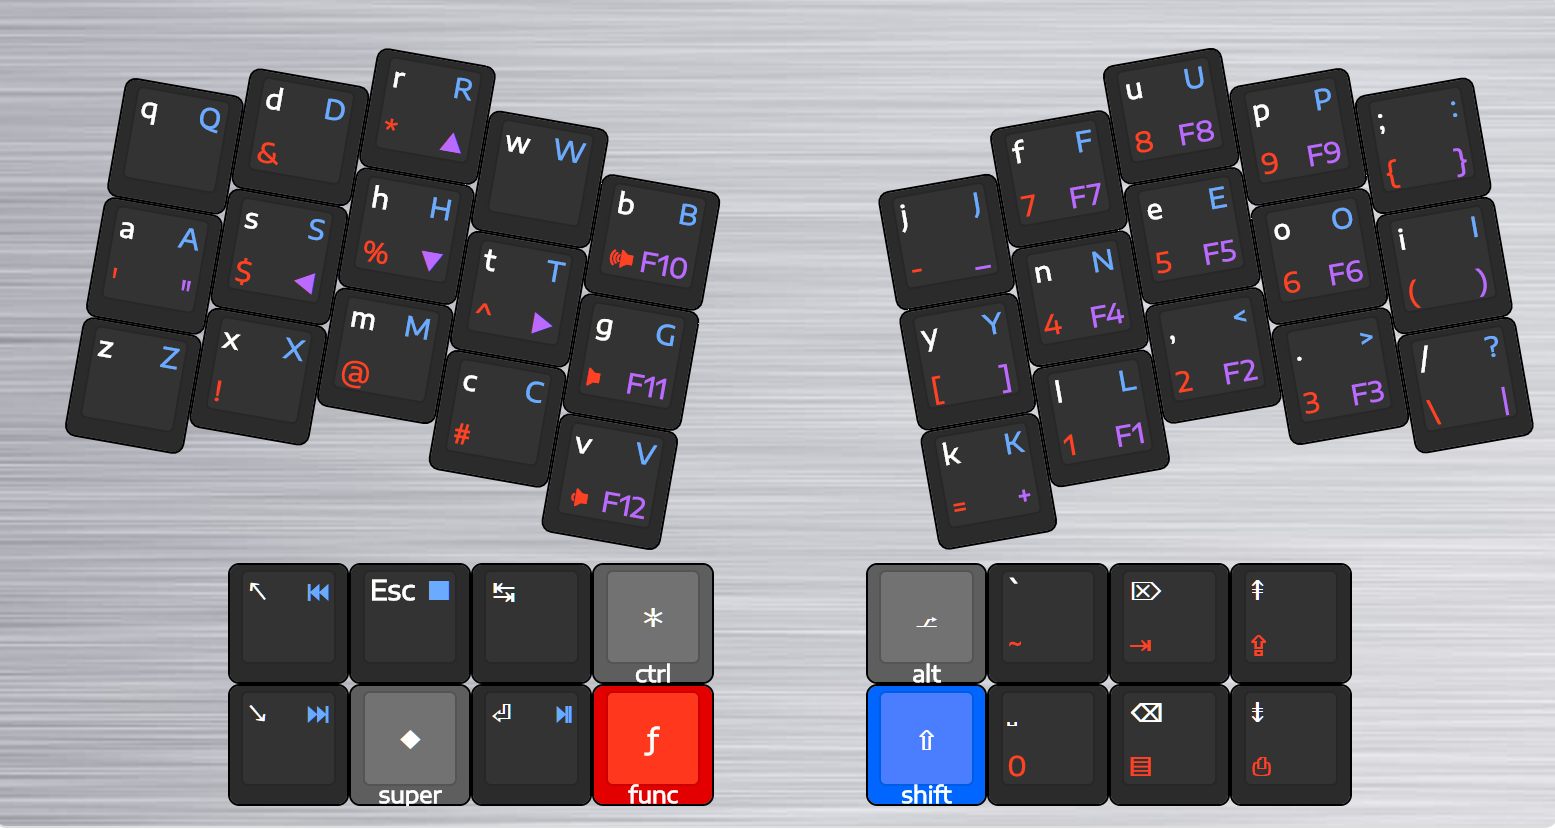 q Q
d D
&
r R
* ▲
w W
b B
F10
a A
' "
s S
$ ◀
h H
% ▼
t T
^ ▶
g G
F11
z Z
x X
!
m M
@
c C
#
v V
F12
j J
- _
f F
7 F7
u U
8 F8
p P
9 F9
; :
{ }
y Y
[ ]
n N
4 F4
e E
5 F5
o O
6 F6
i I
( )
k K
= +
l L
1 F1
, <
2 F2
. >
3 F3
/ ?
\ |
↖ ⏮
Esc ■
↹
*
ctrl
alt
`
~
⌦
⇥
⇞
⇪
↘ ⏭
◆
super
⏎ ⏯
ƒ
func
⇧
shift
␣
0
⌫
▤
⇟
⎙